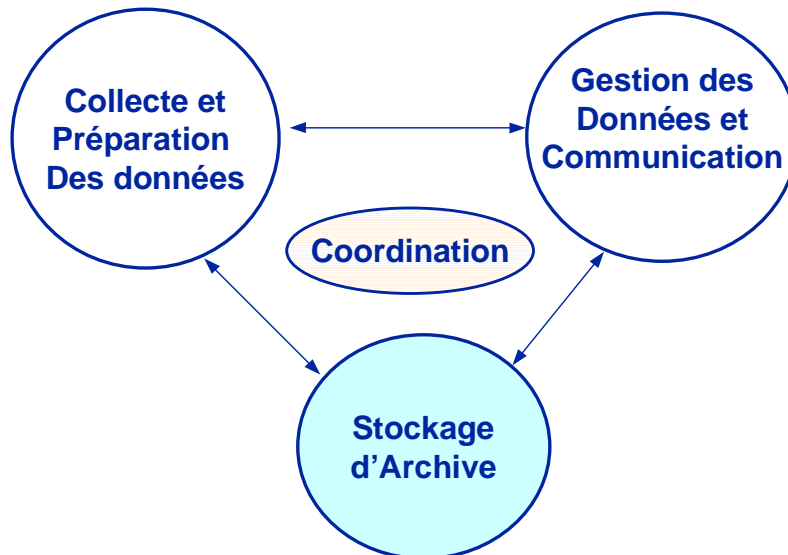 Collecte et
Préparation
Des données
Gestion des
Données et
Communication
Coordination
Stockage
d’Archive